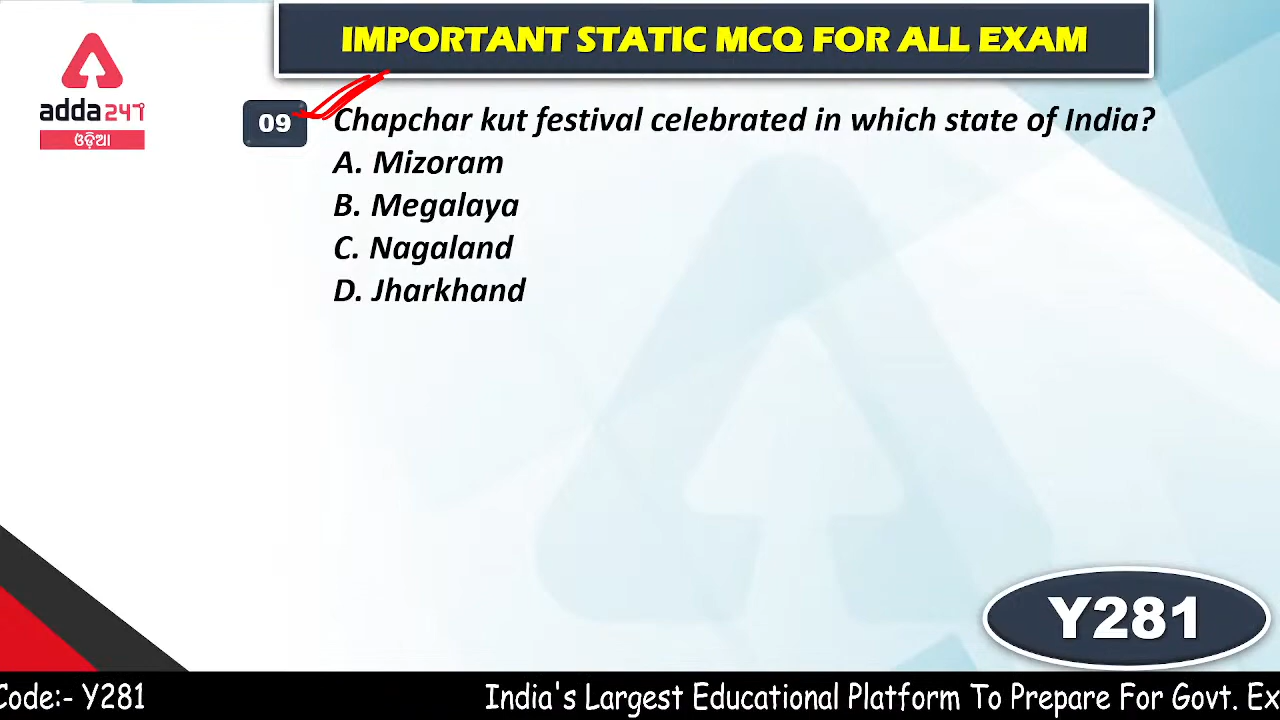 IMPORTANT STATIC MCQ FOR ALL EXAM
adda247
ଓଡ଼ିଆ
09
Chapchar kut festival celebrated in which state of India?
A. Mizoram
B. Megalaya
C. Nagaland
D. Jharkhand
Y281
Code:- Y281
India's Largest Educational Platform To Prepare For Govt. Ex